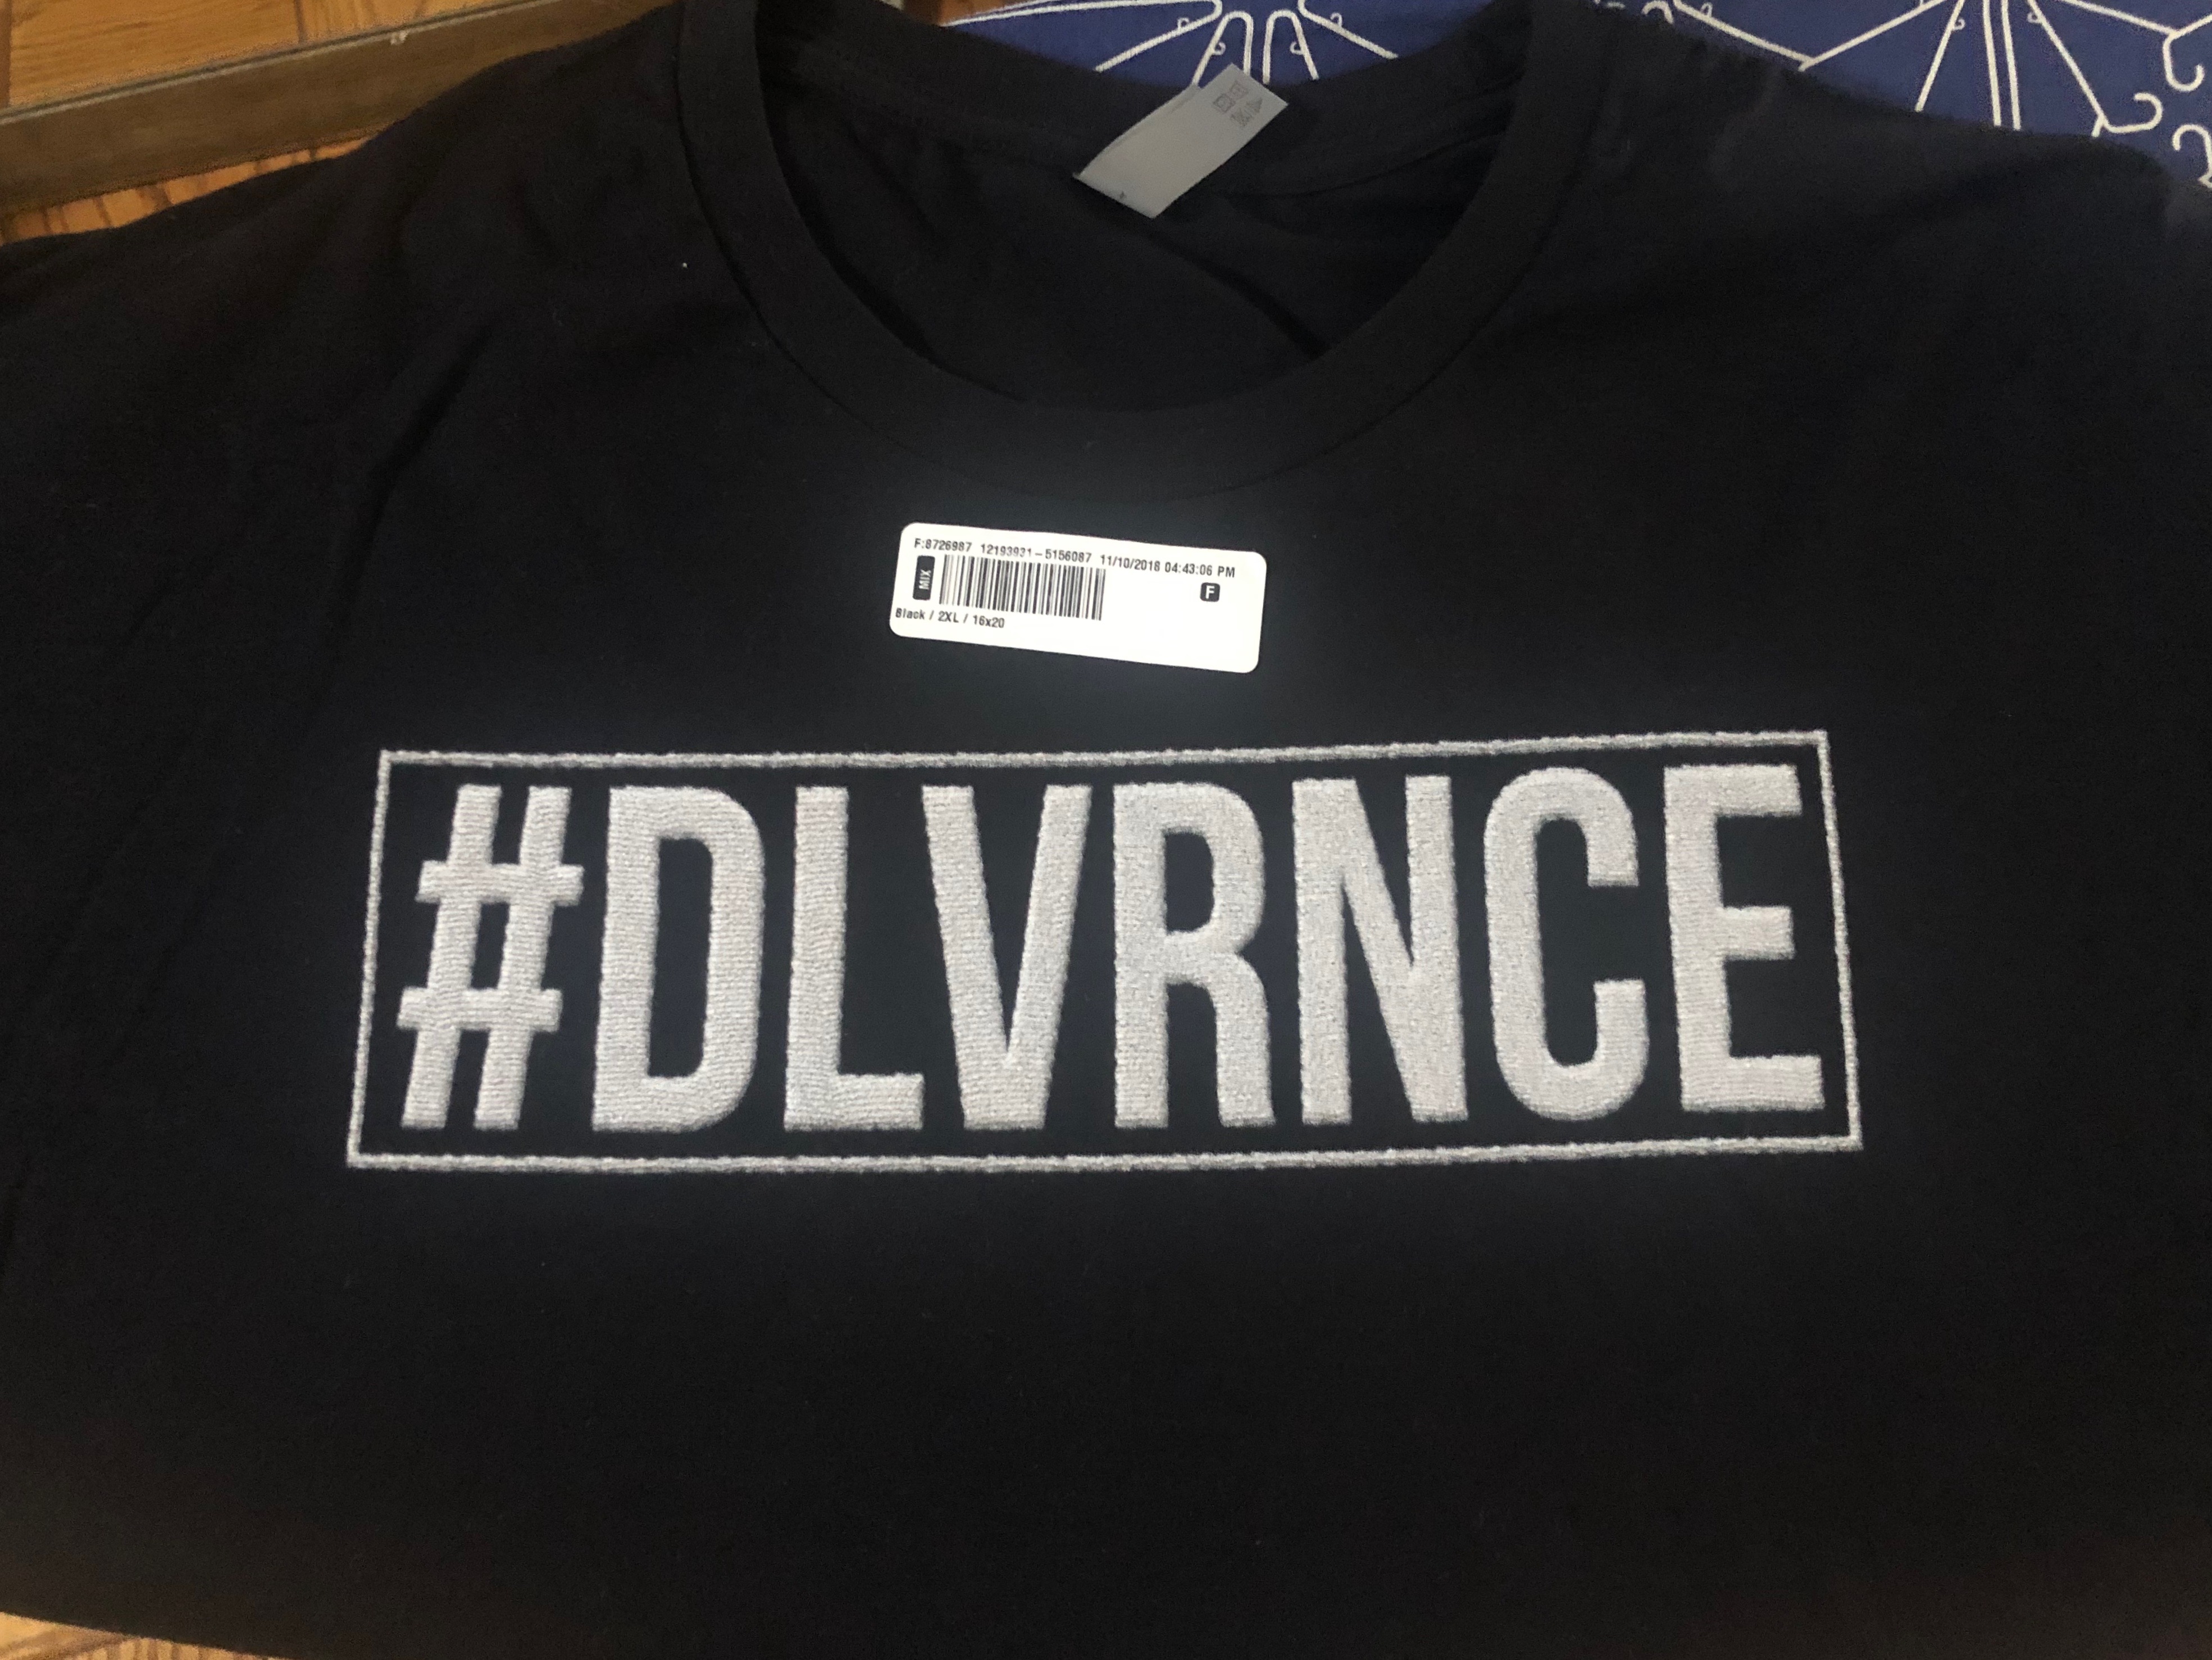 F:8726987 12193931-5156087 11/10/2018 04:43:06 PM
MIX
F
Black / 2XL / 16x20
#DLVRNCE